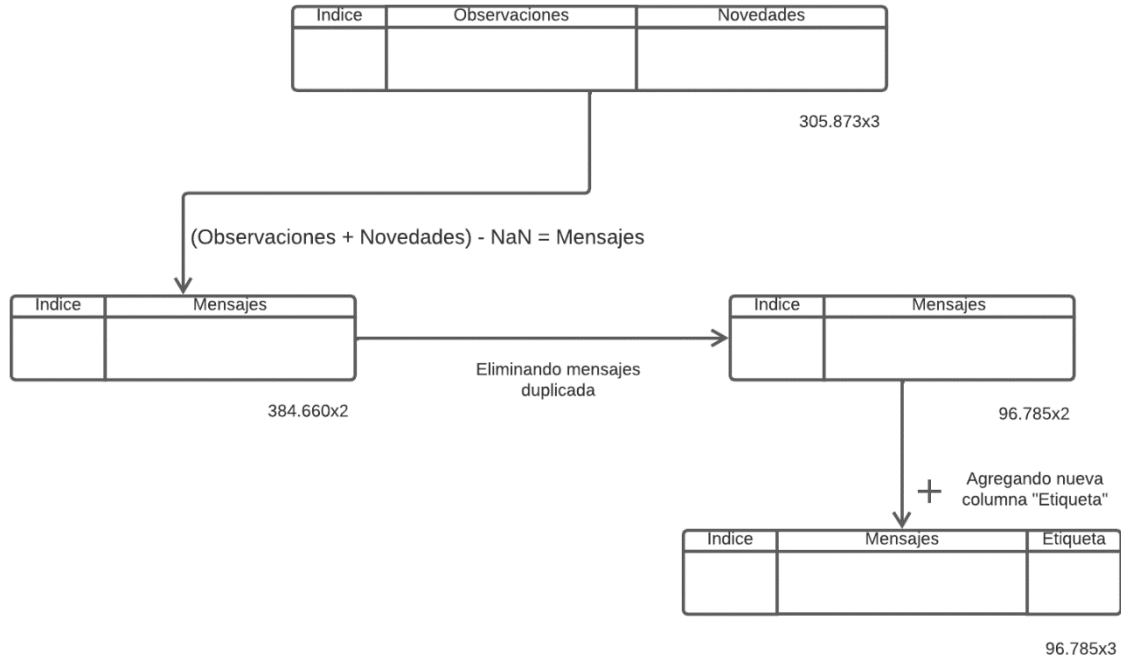 Indice Observaciones Novedades
305.873x3
(Observaciones + Novedades) - NaN = Mensajes
Indice Mensajes
384.660x2
Eliminando mensajes
duplicada
Indice Mensajes
96.785x2
+ Agregando nueva
columna "Etiqueta"
Indice Mensajes Etiqueta
96.785x3